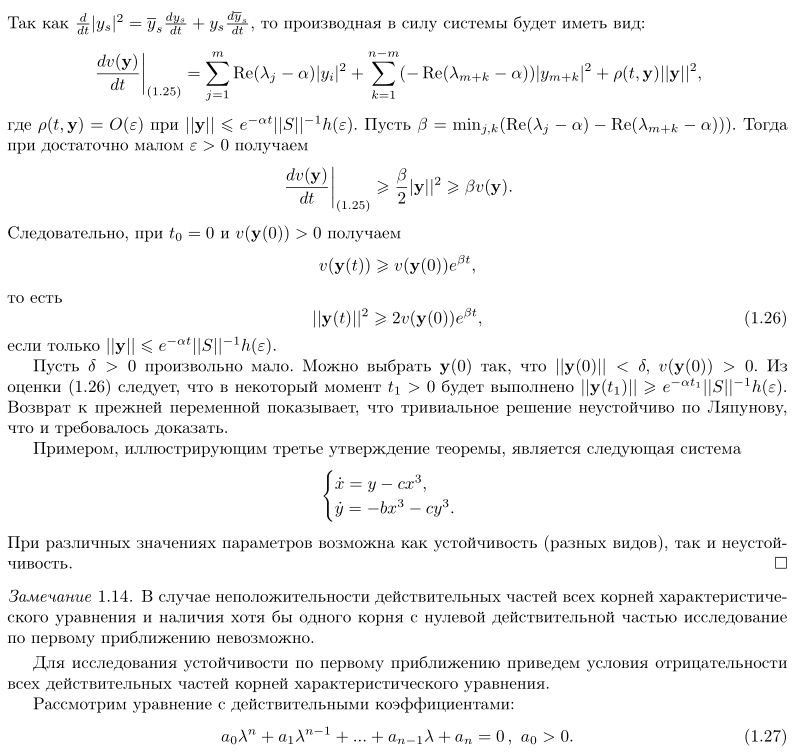 Так как $\frac{d}{dt}|y_s|^2 = \overline{y}_s \frac{dy_s}{dt} + y_s \frac{d\overline{y}_s}{dt}$, то производная в силу системы будет иметь вид:
$$\left.\frac{dv(\mathbf{y})}{dt}\right|_{(1.25)} = \sum_{j=1}^{m} \operatorname{Re}(\lambda_j - \alpha)|y_i|^2 + \sum_{k=1}^{n-m} (-\operatorname{Re}(\lambda_{m+k} - \alpha))|y_{m+k}|^2 + \rho(t, \mathbf{y})||\mathbf{y}||^2,$$
где $\rho(t, \mathbf{y}) = O(\varepsilon)$ при $||\mathbf{y}|| \leqslant e^{-\alpha t}||S||^{-1}h(\varepsilon)$. Пусть $\beta = \min_{j,k}(\operatorname{Re}(\lambda_j - \alpha) - \operatorname{Re}(\lambda_{m+k} - \alpha)))$. Тогда
при достаточно малом $\varepsilon > 0$ получаем
$$\left.\frac{dv(\mathbf{y})}{dt}\right|_{(1.25)} \geqslant \frac{\beta}{2}|\mathbf{y}||^2 \geqslant \beta v(\mathbf{y}).$$
Следовательно, при $t_0 = 0$ и $v(\mathbf{y}(0)) > 0$ получаем
$$v(\mathbf{y}(t)) \geqslant v(\mathbf{y}(0))e^{\beta t},$$
то есть
$$||\mathbf{y}(t)||^2 \geqslant 2v(\mathbf{y}(0))e^{\beta t}, \quad (1.26)$$
если только $||\mathbf{y}|| \leqslant e^{-\alpha t}||S||^{-1}h(\varepsilon)$.
Пусть $\delta > 0$ произвольно мало. Можно выбрать $\mathbf{y}(0)$ так, что $||\mathbf{y}(0)|| < \delta$, $v(\mathbf{y}(0)) > 0$. Из
оценки (1.26) следует, что в некоторый момент $t_1 > 0$ будет выполнено $||\mathbf{y}(t_1)|| \geqslant e^{-\alpha t_1}||S||^{-1}h(\varepsilon)$.
Возврат к прежней переменной показывает, что тривиальное решение неустойчиво по Ляпунову,
что и требовалось доказать.
Примером, иллюстрирующим третье утверждение теоремы, является следующая система
$$\begin{cases} \dot{x} = y - cx^3, \\ \dot{y} = -bx^3 - cy^3. \end{cases}$$
При различных значениях параметров возможна как устойчивость (разных видов), так и неустой-
чивость. □
Замечание 1.14. В случае неположительности действительных частей всех корней характеристиче-
ского уравнения и наличия хотя бы одного корня с нулевой действительной частью исследование
по первому приближению невозможно.
Для исследования устойчивости по первому приближению приведем условия отрицательности
всех действительных частей корней характеристического уравнения.
Рассмотрим уравнение с действительными коэффициентами:
$$a_0\lambda^n + a_1\lambda^{n-1} + ... + a_{n-1}\lambda + a_n = 0, \ a_0 > 0. \quad (1.27)$$